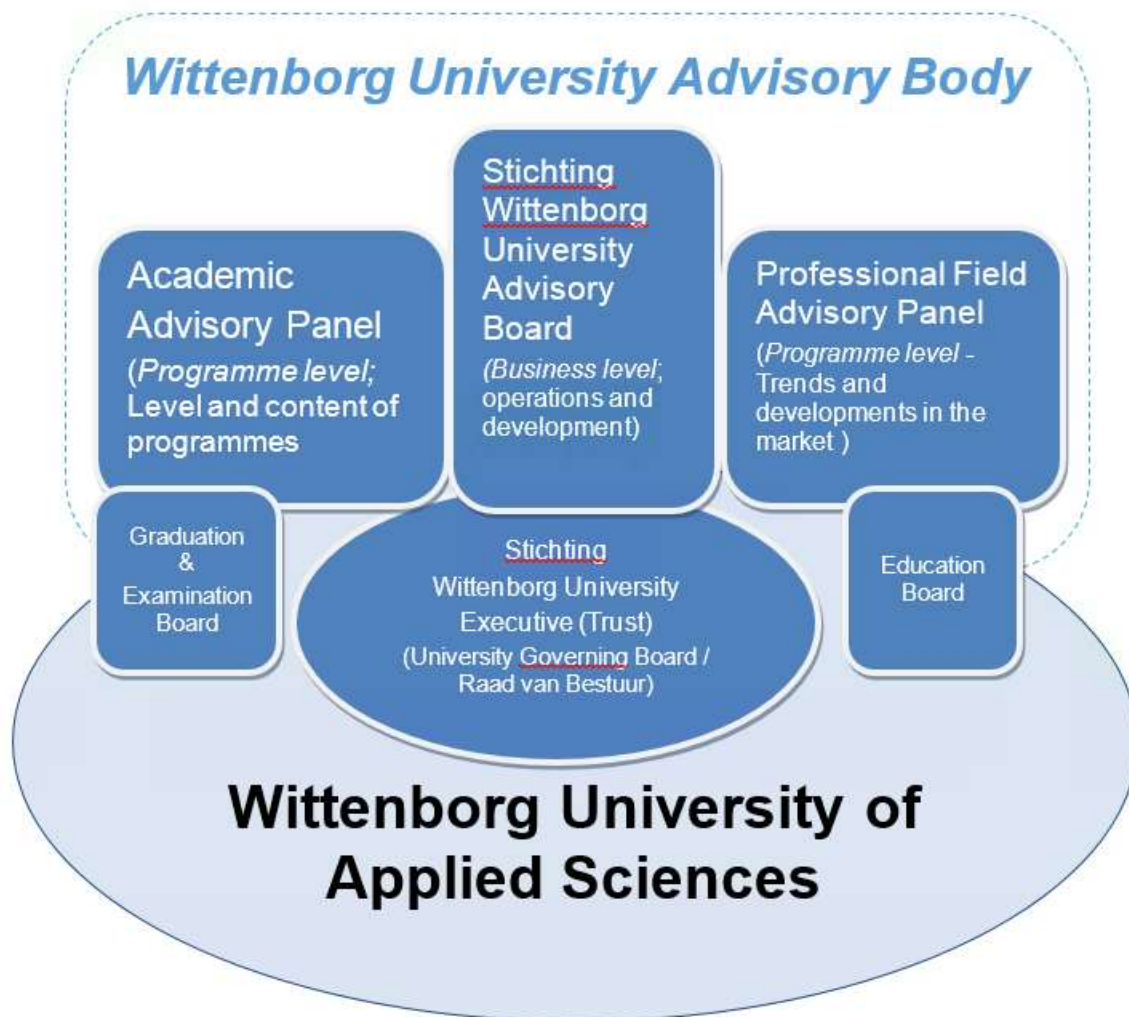 Wittenborg University Advisory Body
Stichting
Wittenborg
University
Advisory
Board
(Business level;
operations and
development)
Academic
Advisory Panel
(Programme level;
Level and content of
programmes
Professional Field
Advisory Panel
(Programme level -
Trends and
developments in the
market )
Graduation
&
Examination
Board
Stichting
Wittenborg University
Executive (Trust)
(University Governing Board /
Raad van Bestuur)
Education
Board
Wittenborg University of
Applied Sciences